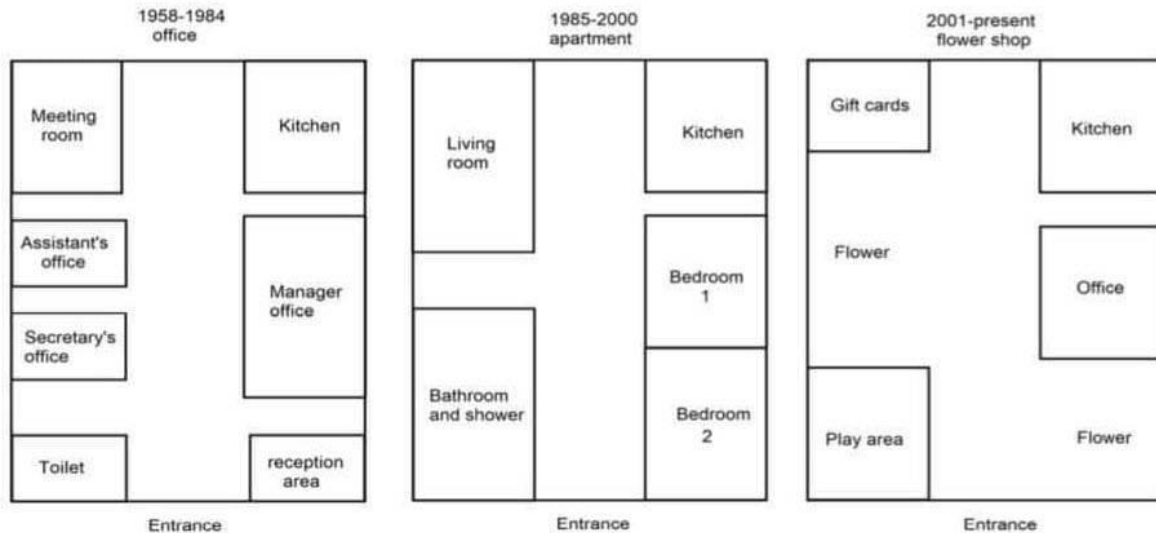 1958-1984
office
Meeting
room
Kitchen
Assistant's
office
Manager
office
Secretary's
office
Toilet
reception
area
Entrance
1985-2000
apartment
Living
room
Kitchen
Bedroom
1
Bathroom
and shower
Bedroom
2
Entrance
2001-present
flower shop
Gift cards
Kitchen
Flower
Office
Play area
Flower
Entrance